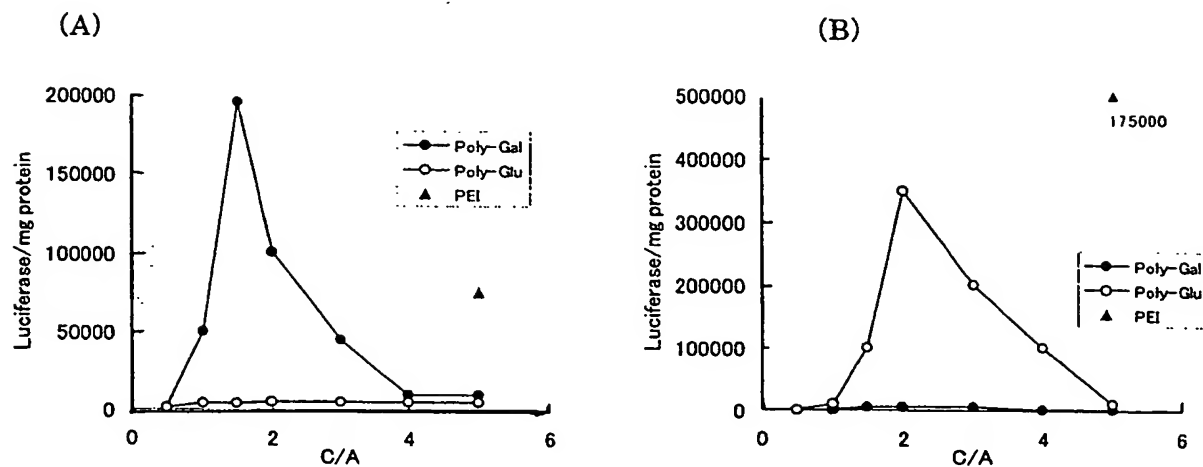 (A)
Luciferase/mg protein
200000
150000
100000
50000
0
0 2 4 6
C/A
Poly-Gal
Poly-Glu
PEI
(B)
Luciferase/mg protein
500000
400000
300000
200000
100000
0
0 2 4 6
C/A
175000
Poly-Gal
Poly-Glu
PEI